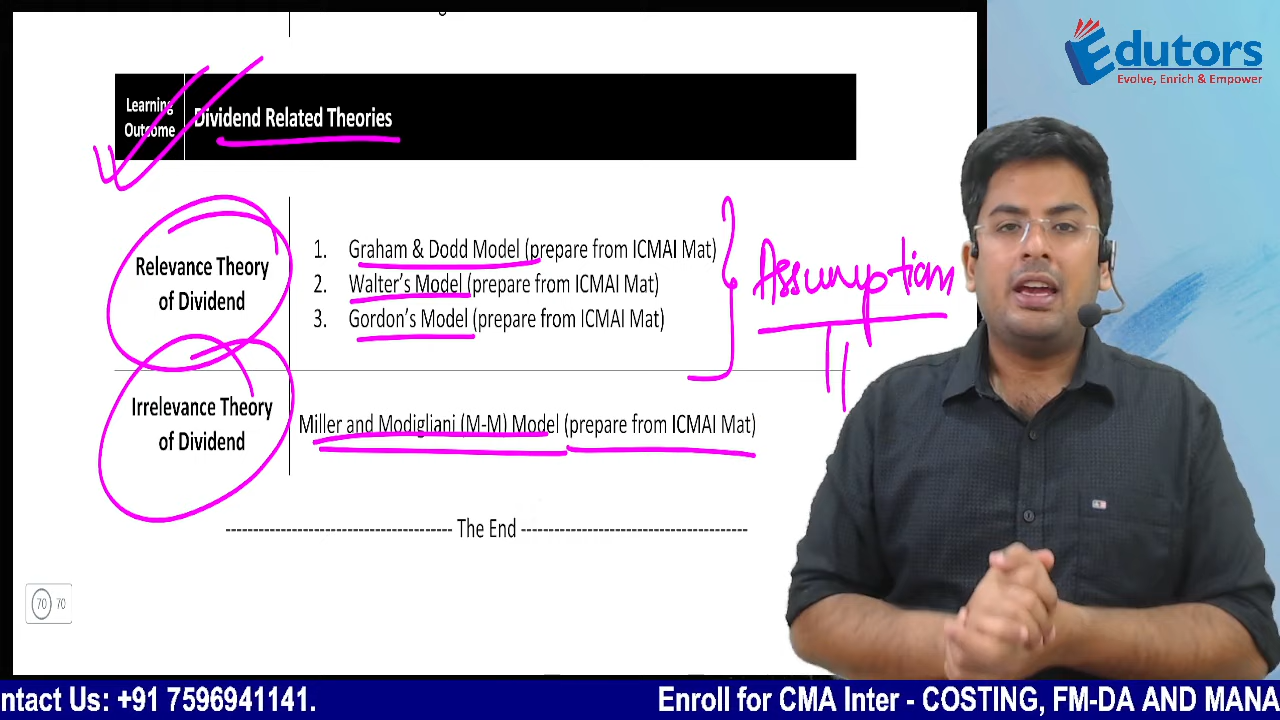 Edutors
Evolve, Enrich & Empower
Learning
Outcome
Dividend Related Theories
Relevance Theory
of Dividend
1. Graham & Dodd Model (prepare from ICMAI Mat)
2. Walter's Model (prepare from ICMAI Mat)
3. Gordon's Model (prepare from ICMAI Mat)
Assumption
Irrelevance Theory
of Dividend
Miller and Modigliani (M-M) Model (prepare from ICMAI Mat)
---------------------------------------- The End ----------------------------------------
70 70
ntact Us: +91 7596941141.
Enroll for CMA Inter - COSTING, FM-DA AND MANA